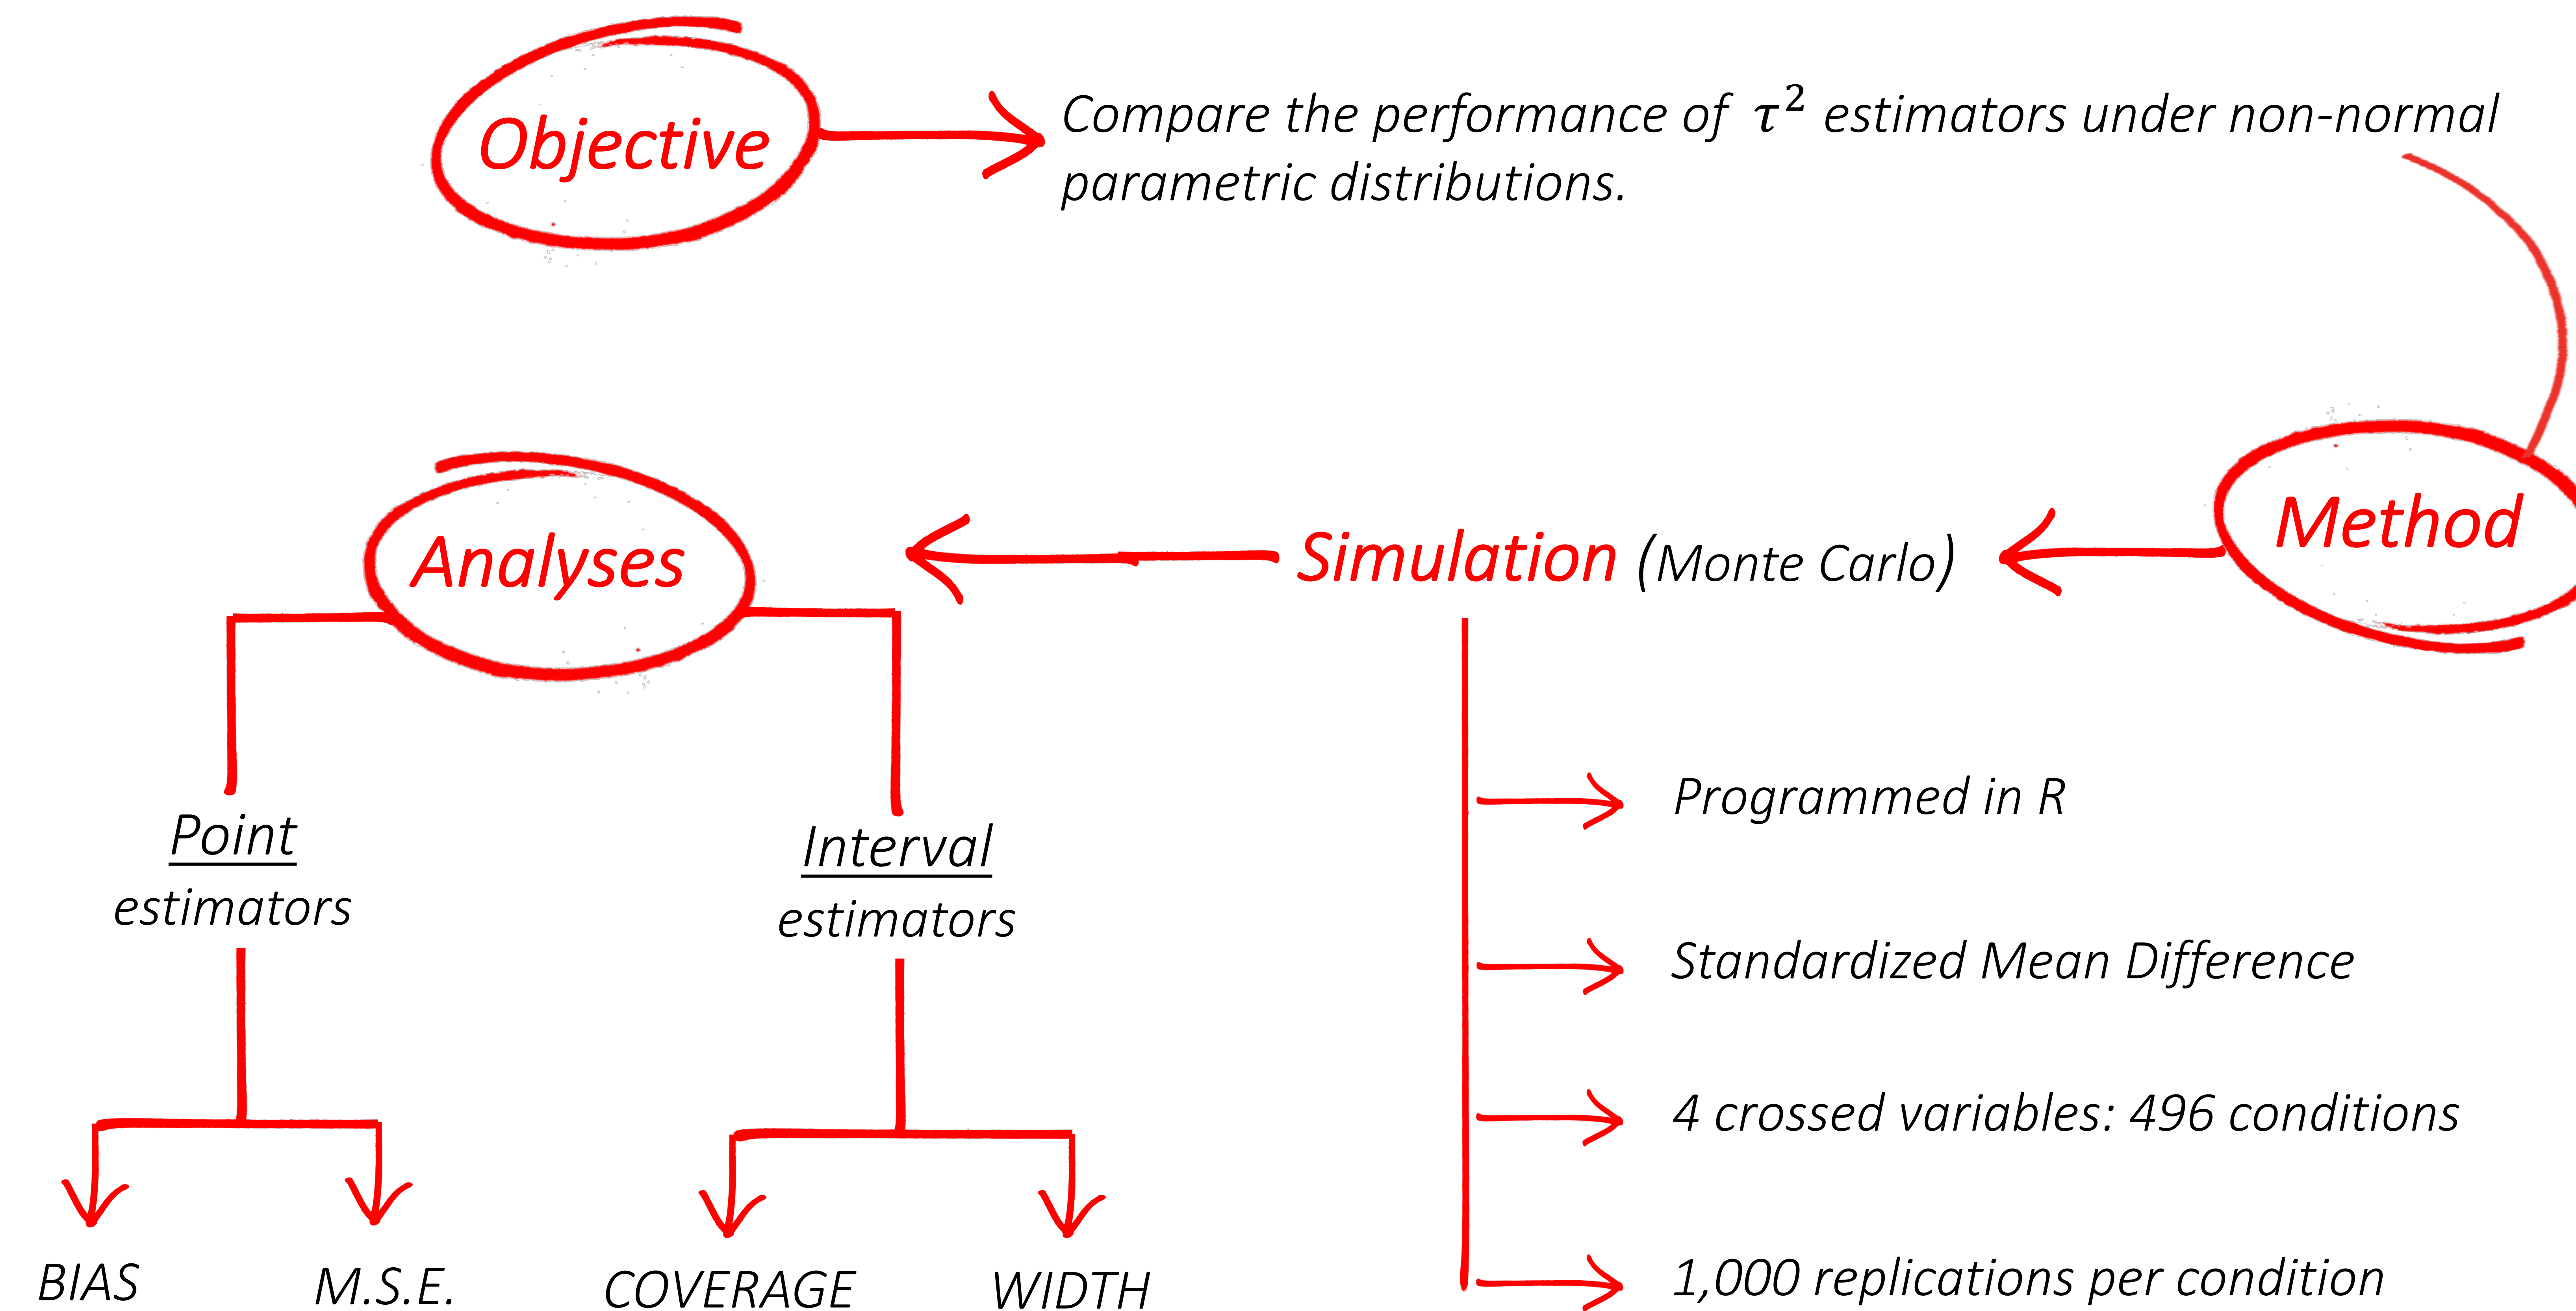 Objective
Compare the performance of τ² estimators under non-normal
parametric distributions.
Method
Simulation (Monte Carlo)
Analyses
Programmed in R
Standardized Mean Difference
4 crossed variables: 496 conditions
1,000 replications per condition
Point
estimators
Interval
estimators
BIAS
M.S.E.
COVERAGE
WIDTH